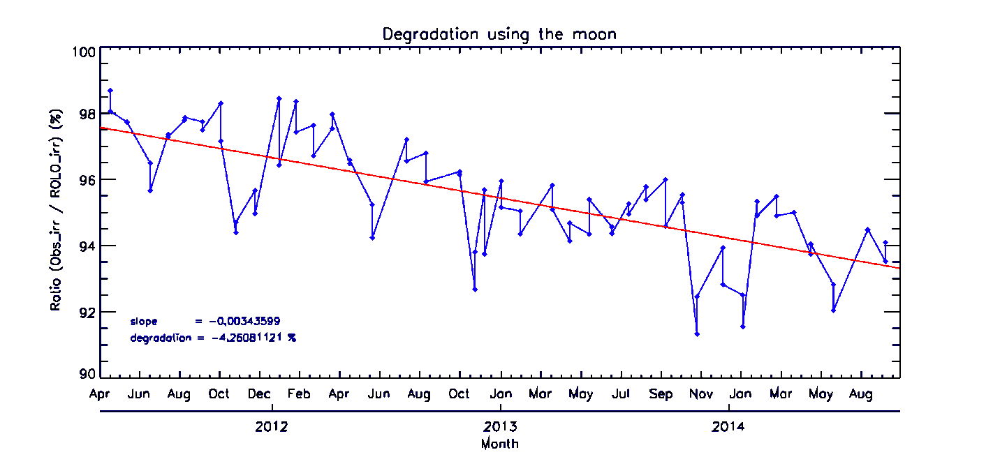 Degradation using the moon
100
98
96
94
92
90
Ratio (Obs_irr / ROLO_irr) (%)
slope = -0.00343599
degradation = -4.26081121 %
Apr Jun Aug Oct Dec Feb Apr Jun Aug Oct Jan Mar May Jul Sep Nov Jan Mar May Aug
2012 2013 2014
Month